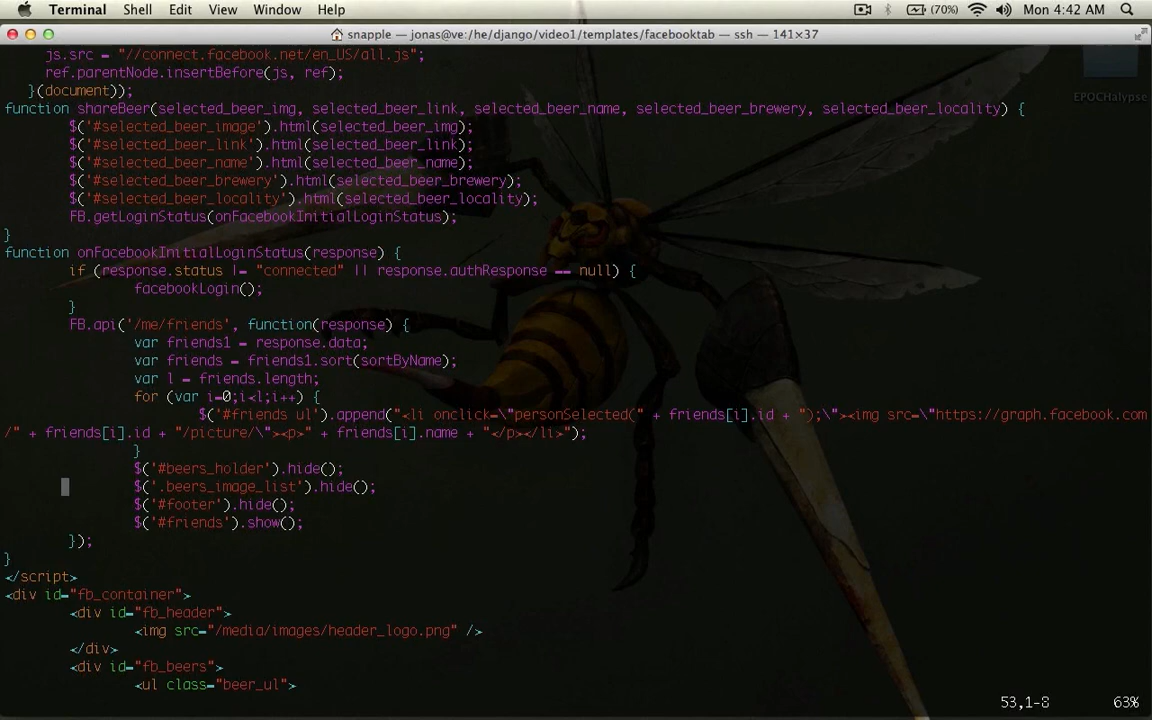 Terminal Shell Edit View Window Help (70%) Mon 4:42 AM
snapple — jonas@ve:/he/django/video1/templates/facebooktab — ssh — 141×37
js.src = "//connect.facebook.net/en_US/all.js";
ref.parentNode.insertBefore(js, ref);
}(document));
EPOCHalypse
function shareBeer(selected_beer_img, selected_beer_link, selected_beer_name, selected_beer_brewery, selected_beer_locality) {
$('#selected_beer_image').html(selected_beer_img);
$('#selected_beer_link').html(selected_beer_link);
$('#selected_beer_name').html(selected_beer_name);
$('#selected_beer_brewery').html(selected_beer_brewery);
$('#selected_beer_locality').html(selected_beer_locality);
FB.getLoginStatus(onFacebookInitialLoginStatus);
}
function onFacebookInitialLoginStatus(response) {
if (response.status != "connected" || response.authResponse == null) {
facebookLogin();
}
FB.api('/me/friends', function(response) {
var friends1 = response.data;
var friends = friends1.sort(sortByName);
var l = friends.length;
for (var i=0;i<l;i++) {
$('#friends ul').append("<li onclick=\"personSelected(" + friends[i].id + ");\"><img src=\"https://graph.facebook.com
/" + friends[i].id + "/picture/\"><p>" + friends[i].name + "</p></li>");
}
$('#beers_holder').hide();
$('.beers_image_list').hide();
$('#footer').hide();
$('#friends').show();
});
}
</script>
<div id="fb_container">
<div id="fb_header">
<img src="/media/images/header_logo.png" />
</div>
<div id="fb_beers">
<ul class="beer_ul">
53,1-8 63%